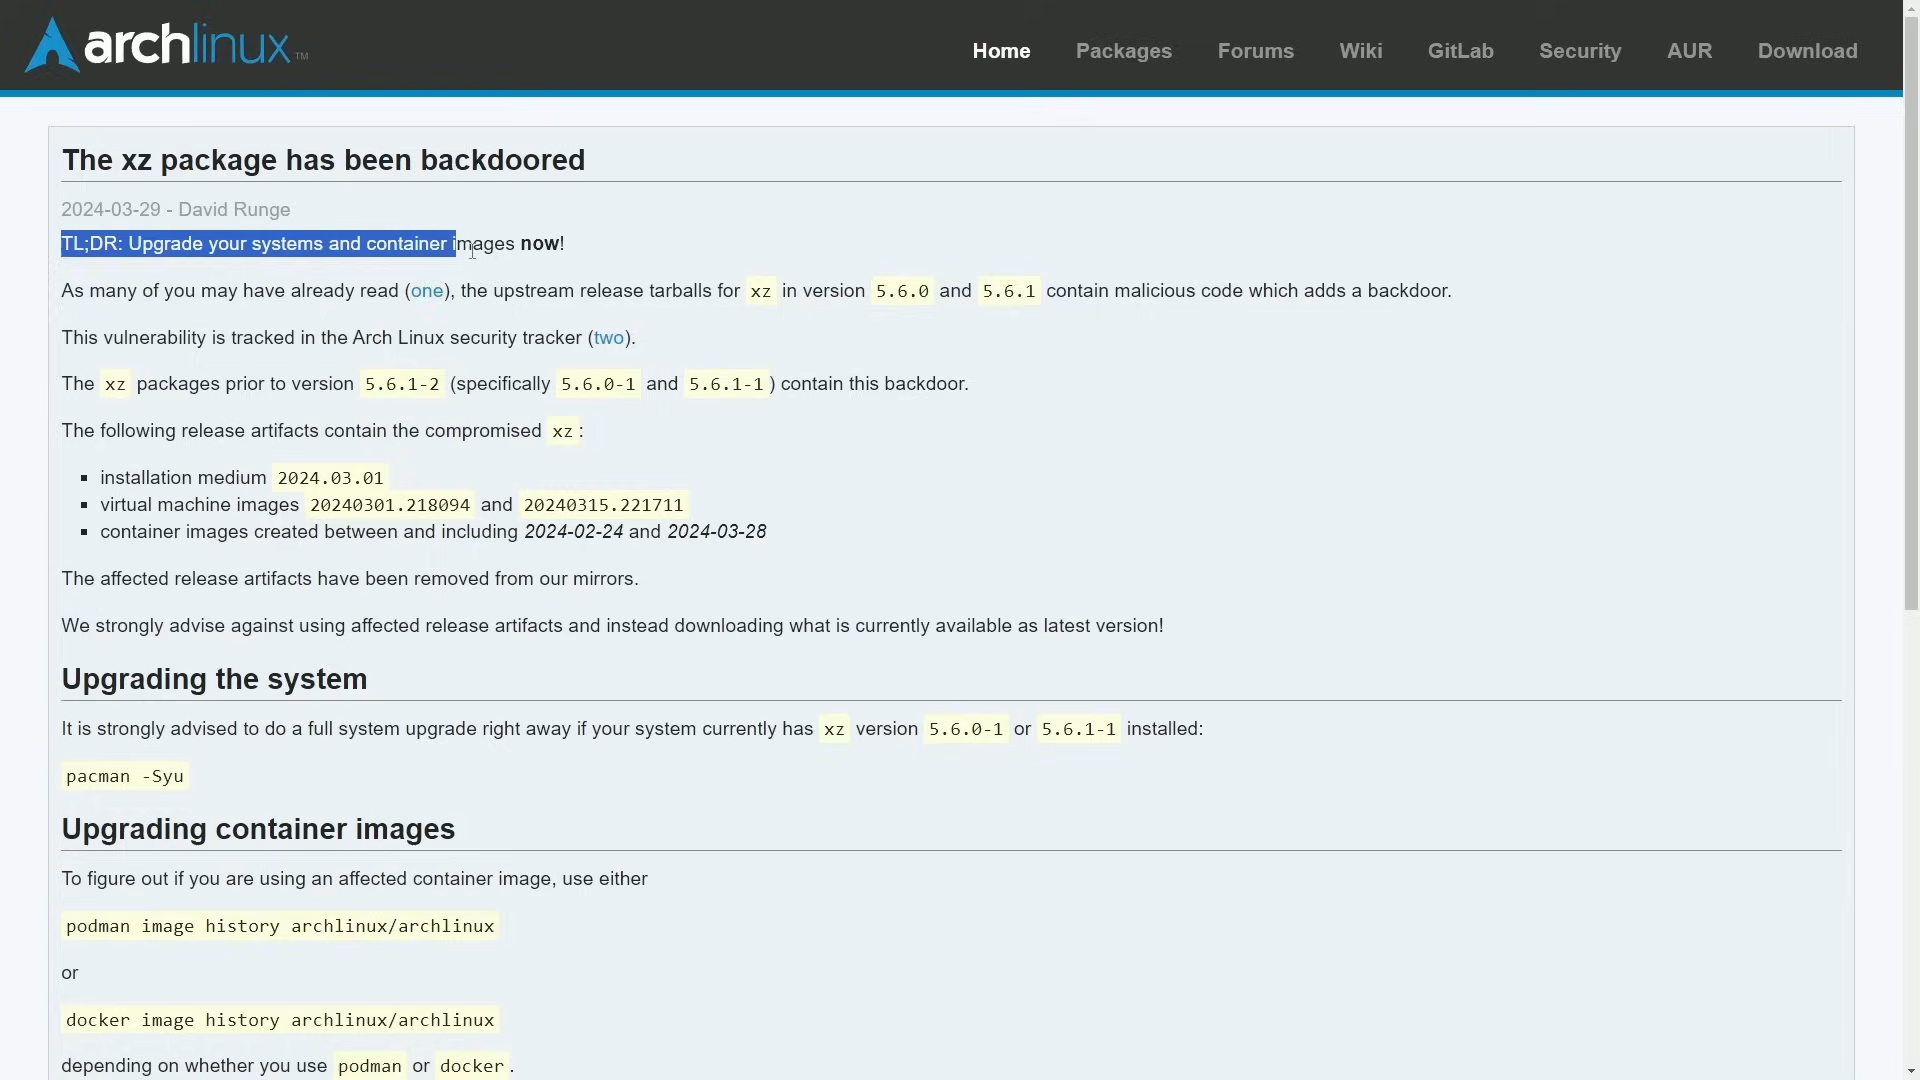 archlinux™
Home Packages Forums Wiki GitLab Security AUR Download
The xz package has been backdoored
2024-03-29 - David Runge
TL;DR: Upgrade your systems and container images now!
As many of you may have already read (one), the upstream release tarballs for xz in version 5.6.0 and 5.6.1 contain malicious code which adds a backdoor.
This vulnerability is tracked in the Arch Linux security tracker (two).
The xz packages prior to version 5.6.1-2 (specifically 5.6.0-1 and 5.6.1-1) contain this backdoor.
The following release artifacts contain the compromised xz:
▪ installation medium 2024.03.01
▪ virtual machine images 20240301.218094 and 20240315.221711
▪ container images created between and including 2024-02-24 and 2024-03-28
The affected release artifacts have been removed from our mirrors.
We strongly advise against using affected release artifacts and instead downloading what is currently available as latest version!
Upgrading the system
It is strongly advised to do a full system upgrade right away if your system currently has xz version 5.6.0-1 or 5.6.1-1 installed:
pacman -Syu
Upgrading container images
To figure out if you are using an affected container image, use either
podman image history archlinux/archlinux
or
docker image history archlinux/archlinux
depending on whether you use podman or docker.